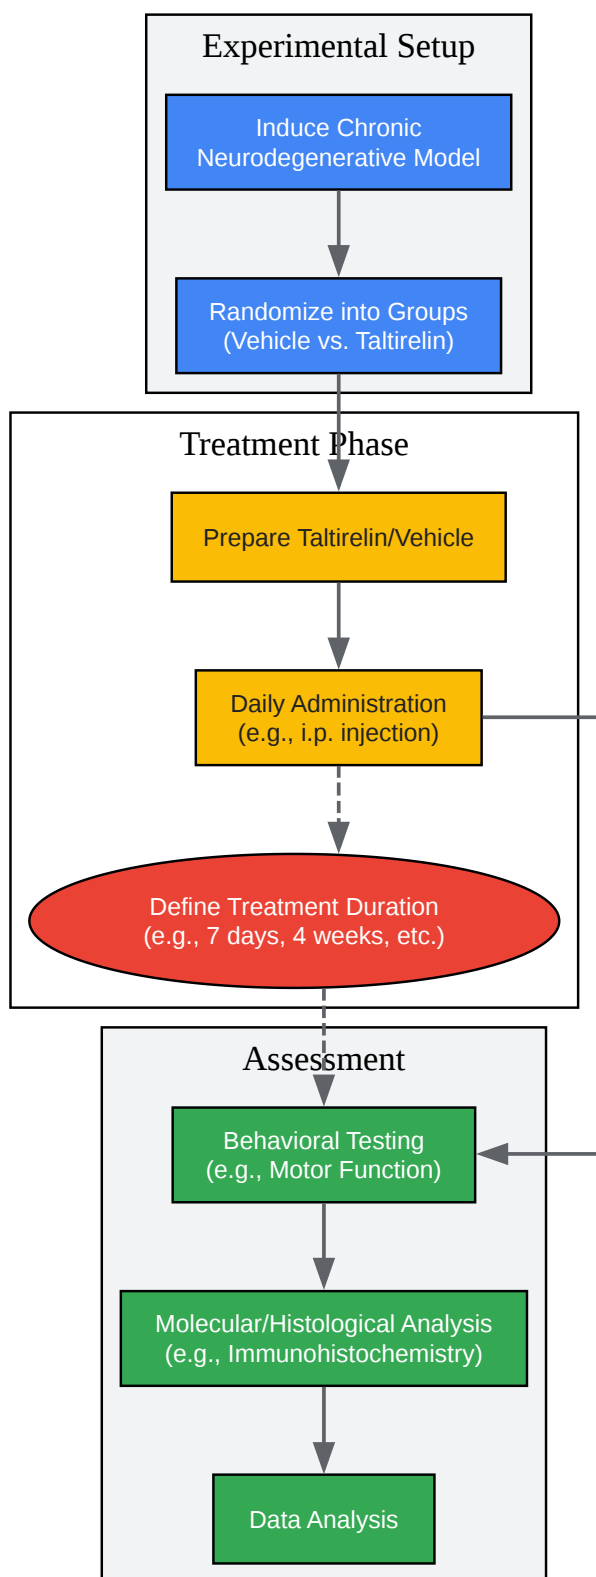 Experimental Setup
Induce Chronic
Neurodegenerative Model
Randomize into Groups
(Vehicle vs. Taltirelin)
Treatment Phase
Prepare Taltirelin/Vehicle
Daily Administration
(e.g., i.p. injection)
Define Treatment Duration
(e.g., 7 days, 4 weeks, etc.)
Assessment
Behavioral Testing
(e.g., Motor Function)
Molecular/Histological Analysis
(e.g., Immunohistochemistry)
Data Analysis